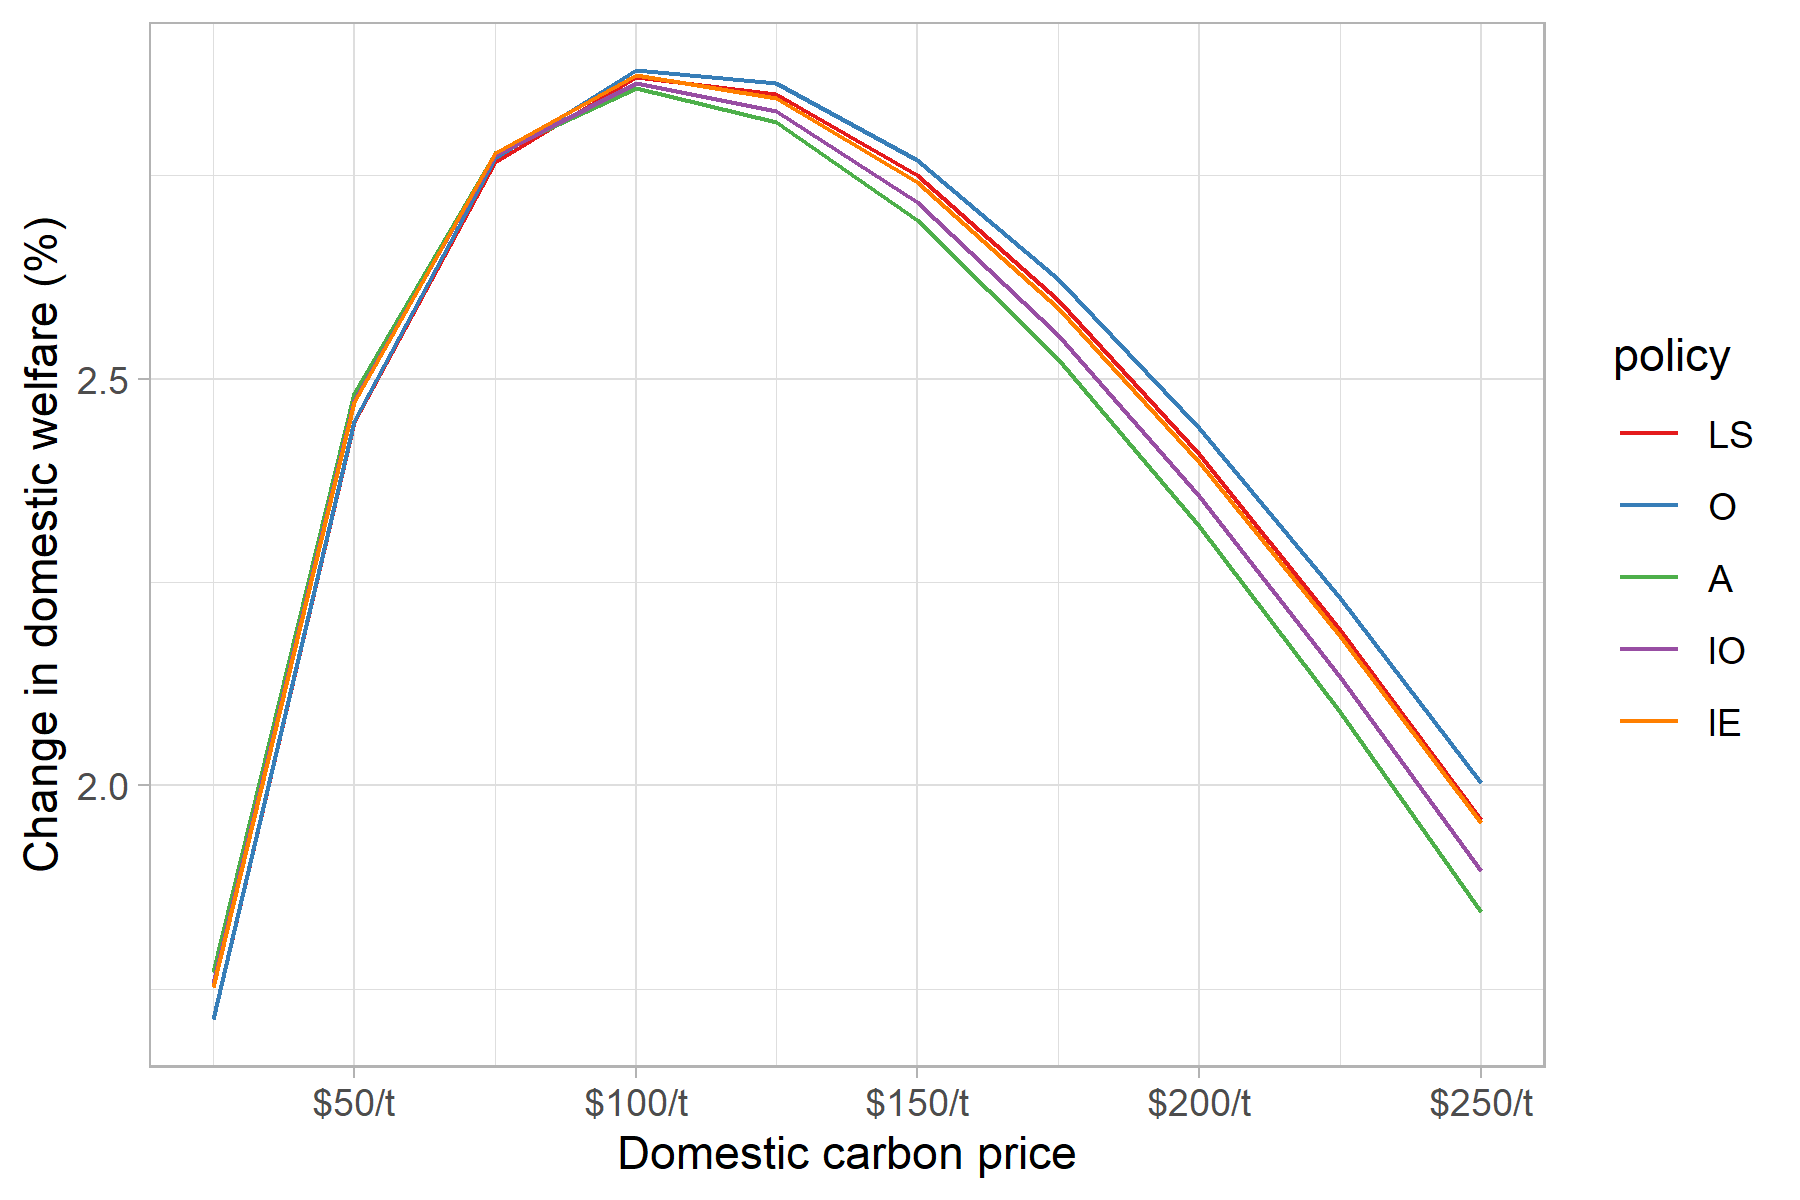 Change in domestic welfare (%)
2.5
2.0
$50/t
$100/t
$150/t
$200/t
$250/t
Domestic carbon price
policy
LS
O
A
IO
IE